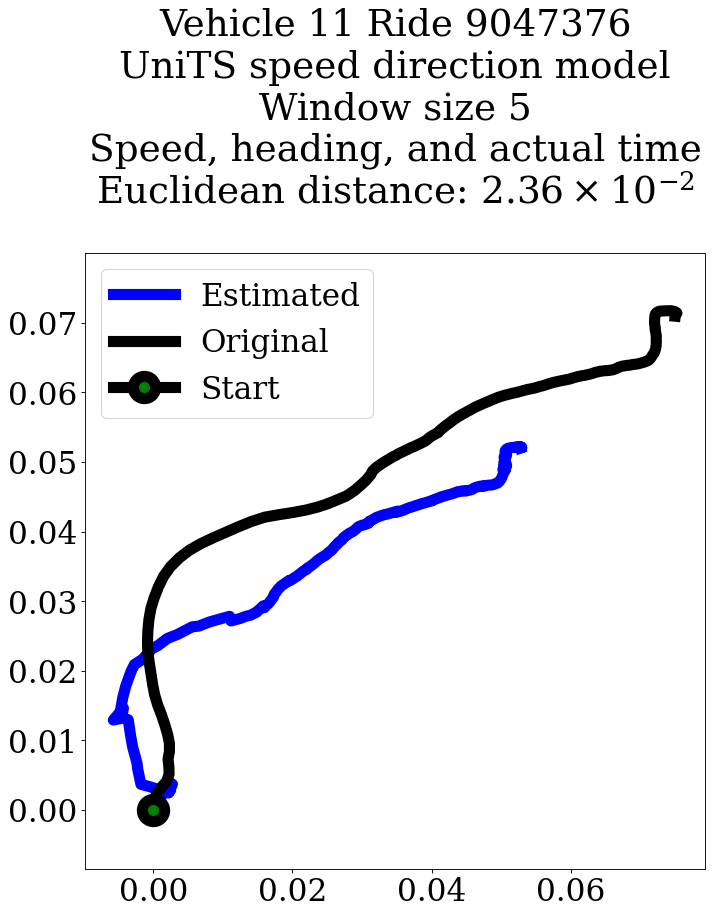 Vehicle 11 Ride 9047376
UniTS speed direction model
Window size 5
Speed, heading, and actual time
Euclidean distance: 2.36 × 10⁻²
Estimated
Original
Start
0.07
0.06
0.05
0.04
0.03
0.02
0.01
0.00
0.00 0.02 0.04 0.06